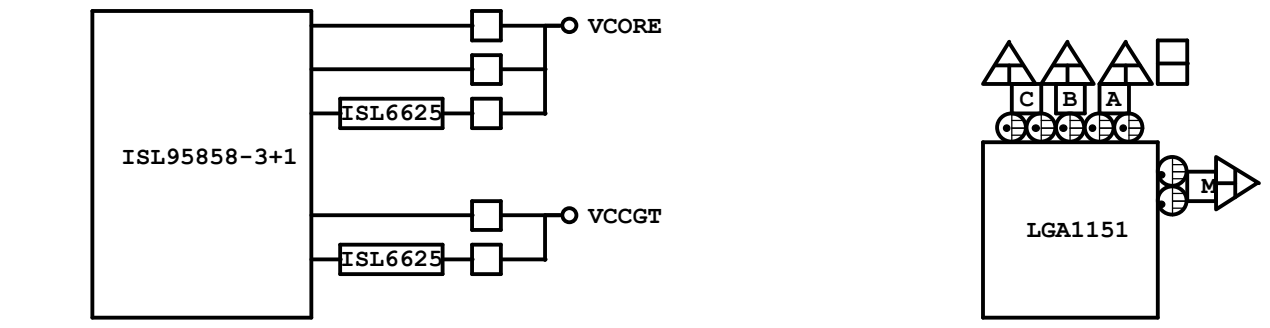 VCORE
C B A
ISL6625
ISL95858-3+1
M
VCCGT
LGA1151
ISL6625